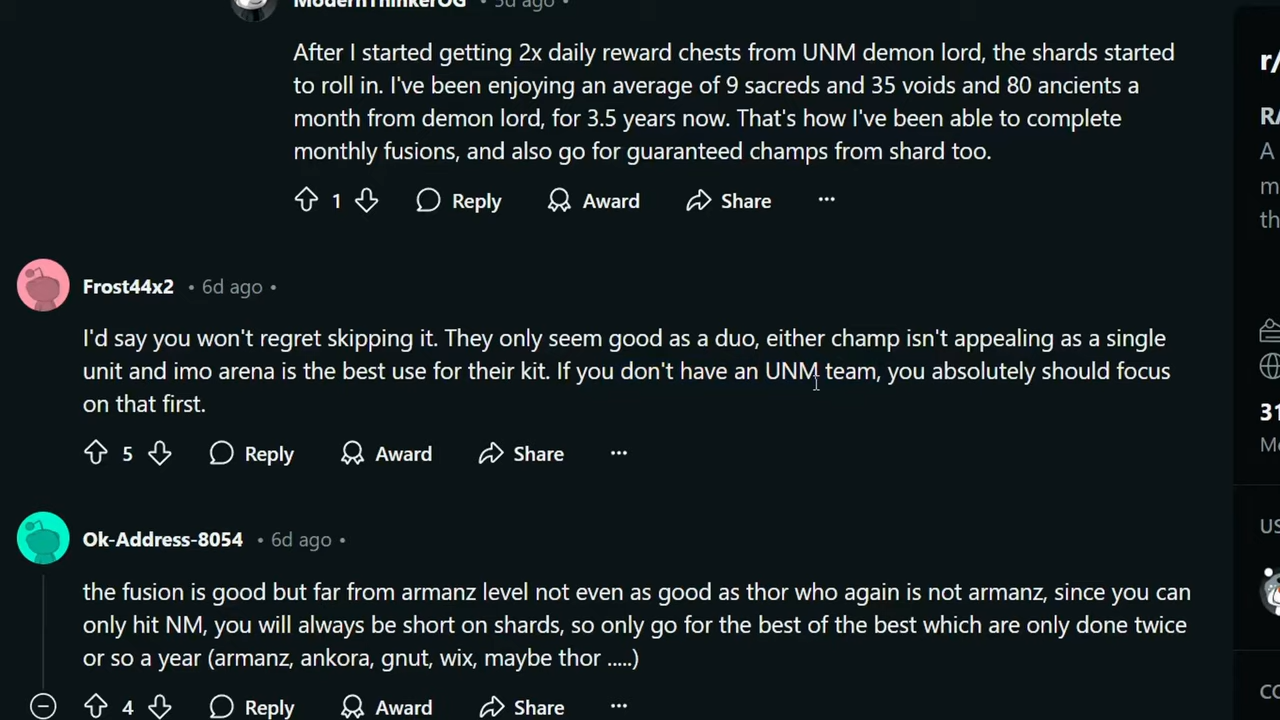 ModernThinkerOG • 5d ago •
After I started getting 2x daily reward chests from UNM demon lord, the shards started
to roll in. I've been enjoying an average of 9 sacreds and 35 voids and 80 ancients a
month from demon lord, for 3.5 years now. That's how I've been able to complete
monthly fusions, and also go for guaranteed champs from shard too.
1 Reply Award Share ...
Frost44x2 • 6d ago •
I'd say you won't regret skipping it. They only seem good as a duo, either champ isn't appealing as a single
unit and imo arena is the best use for their kit. If you don't have an UNM team, you absolutely should focus
on that first.
5 Reply Award Share ...
Ok-Address-8054 • 6d ago •
the fusion is good but far from armanz level not even as good as thor who again is not armanz, since you can
only hit NM, you will always be short on shards, so only go for the best of the best which are only done twice
or so a year (armanz, ankora, gnut, wix, maybe thor .....)
4 Reply Award Share ...
r/
R/
A
m
th
31
US
CO